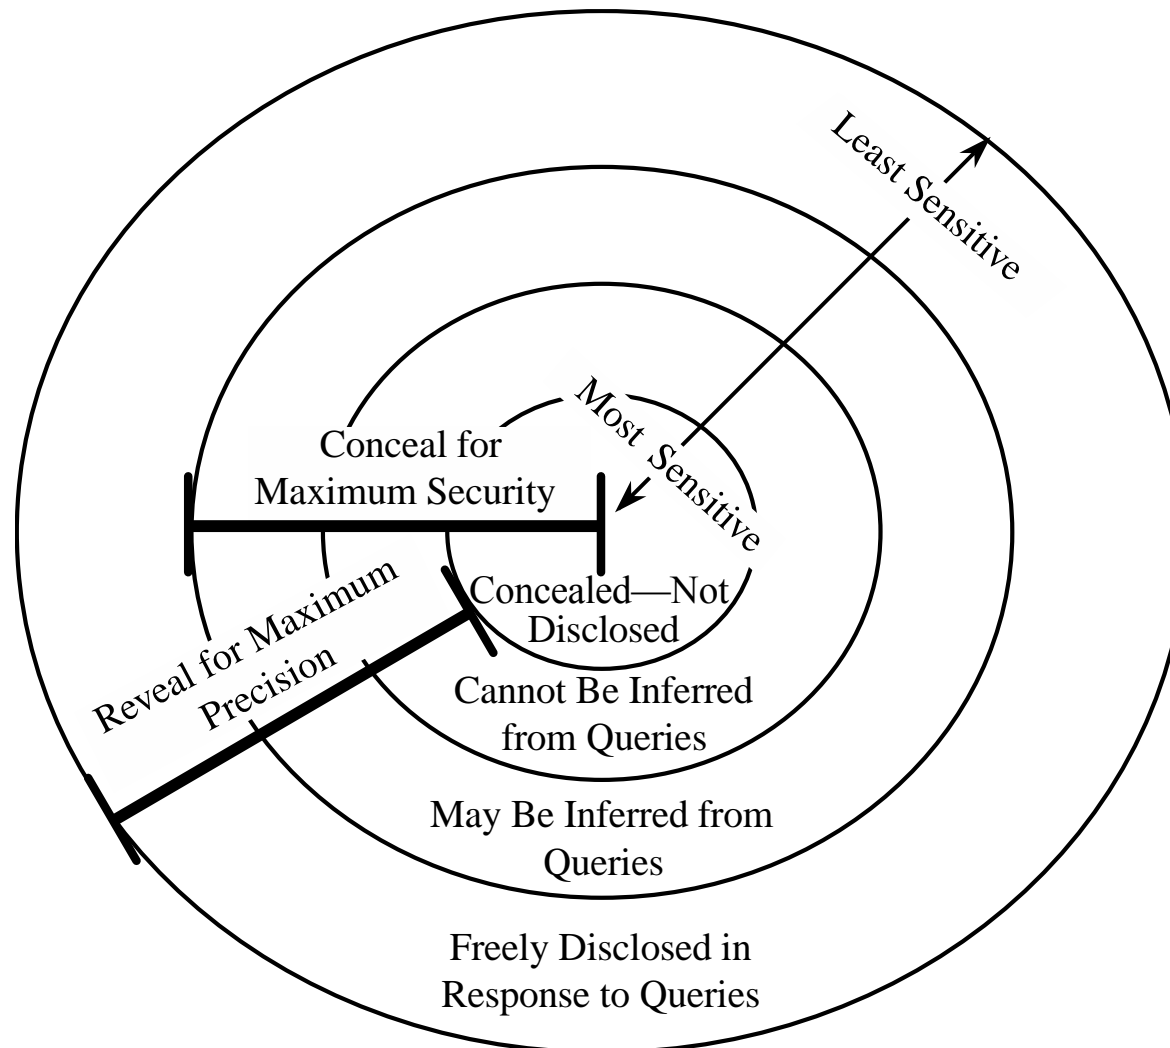 Least Sensitive
Most Sensitive
Conceal for
Maximum Security
Reveal for Maximum
Precision
Concealed—Not
Disclosed
Cannot Be Inferred
from Queries
May Be Inferred from
Queries
Freely Disclosed in
Response to Queries